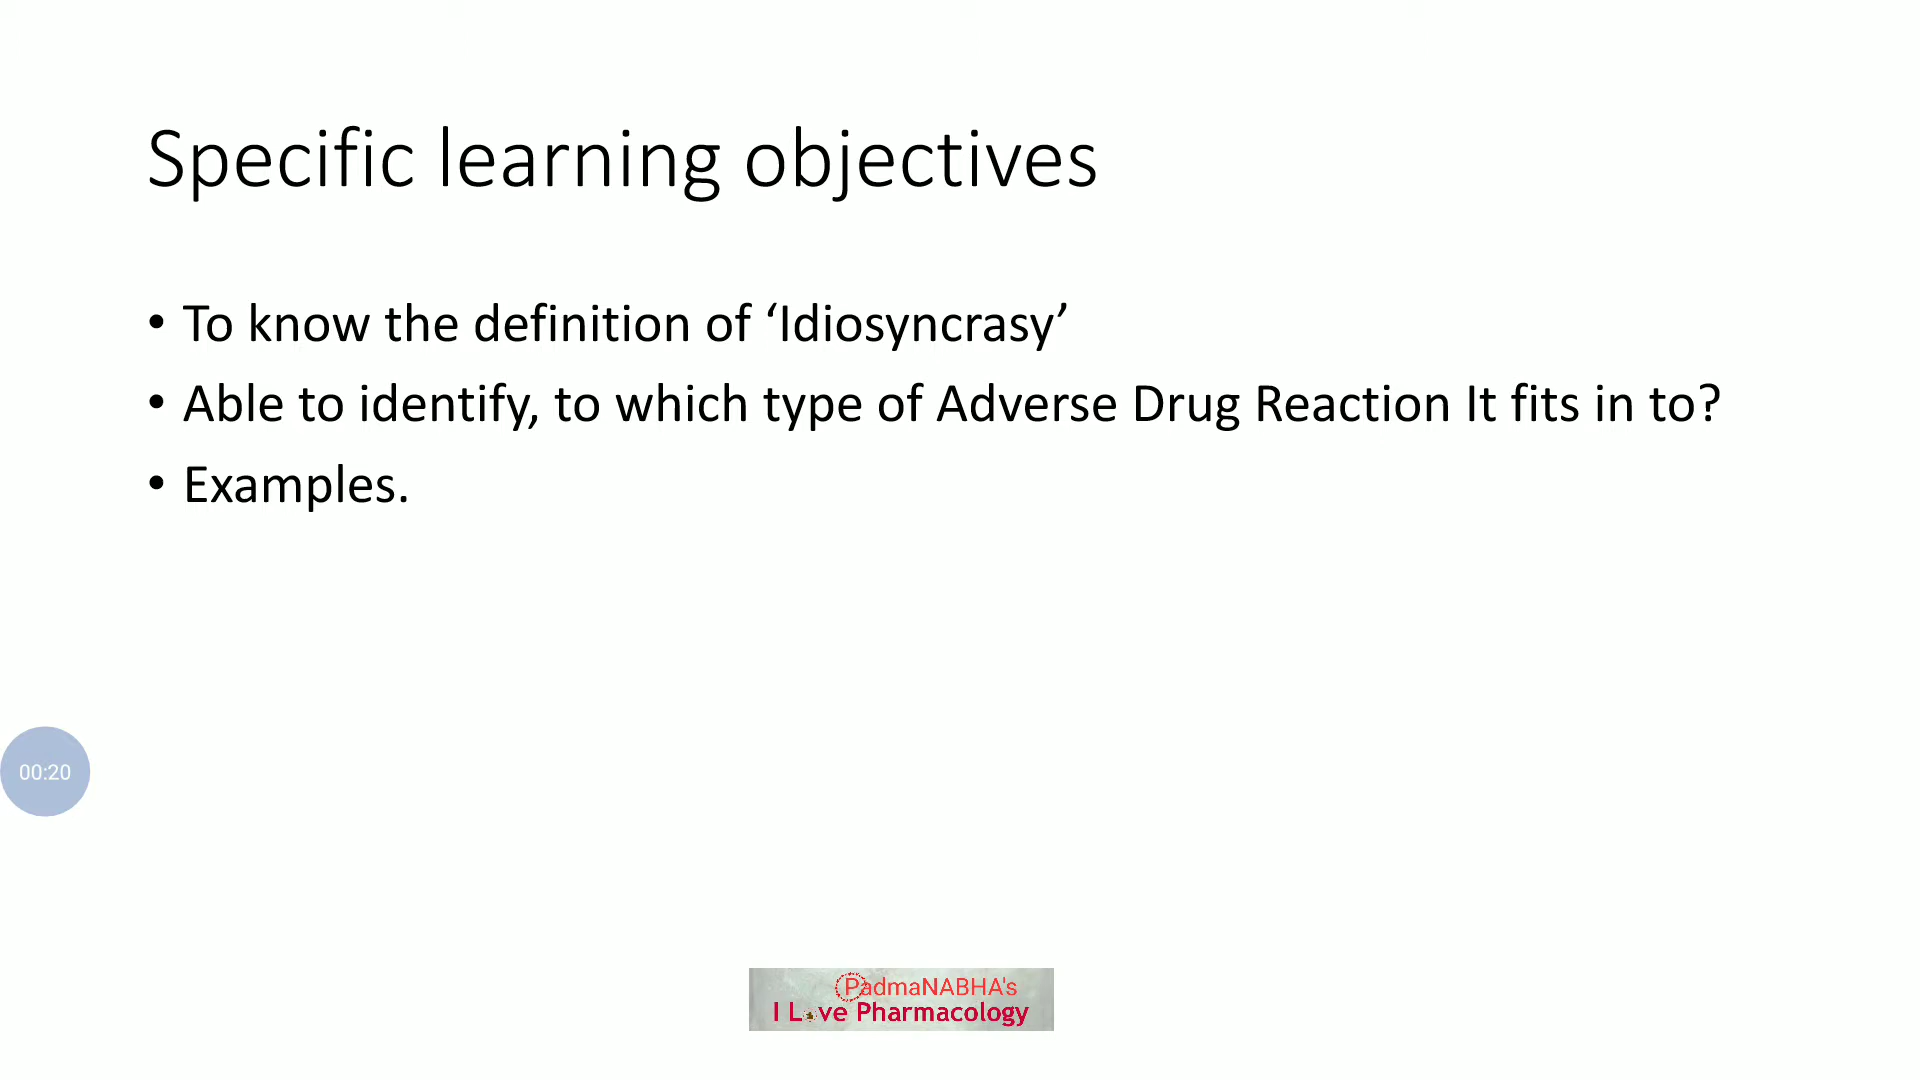 Specific learning objectives
• To know the definition of ‘Idiosyncrasy’
• Able to identify, to which type of Adverse Drug Reaction It fits in to?
• Examples.
00:20
PadmaNABHA's
I Love Pharmacology